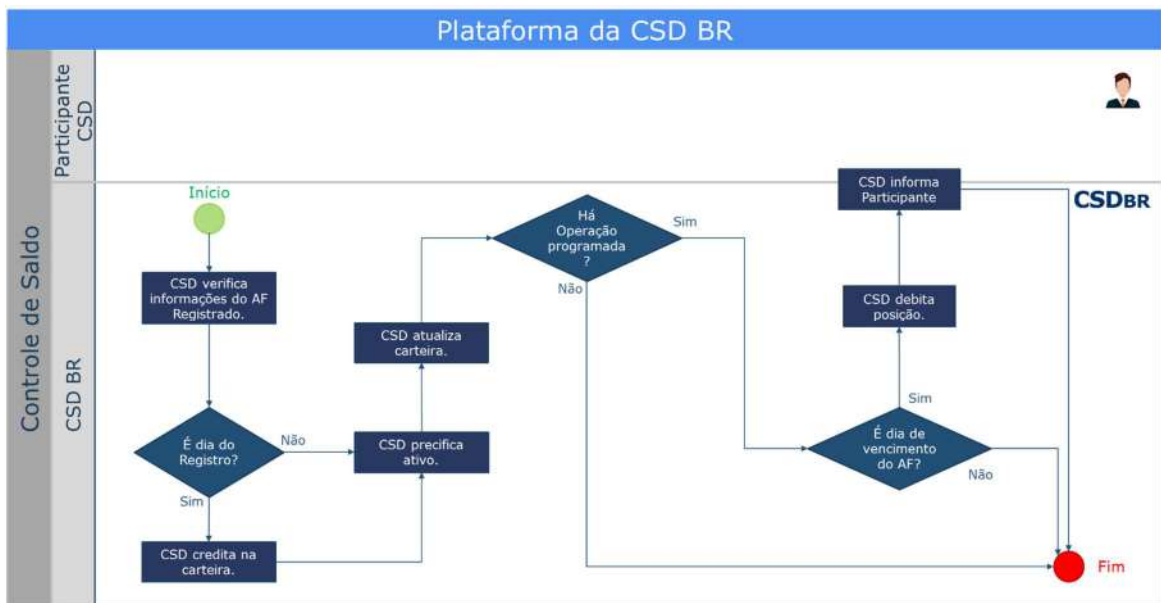 Plataforma da CSD BR
Controle de Saldo
Participante
CSD
CSD BR
Início
CSD verifica
informações do AF
Registrado.
É dia do
Registro?
Não
Sim
CSD credita na
carteira.
CSD precifica
ativo.
CSD atualiza
carteira.
Há
Operação
programada
?
Sim
Não
É dia de
vencimento
do AF?
Sim
Não
CSD debita
posição.
CSD informa
Participante
CSDBR
Fim